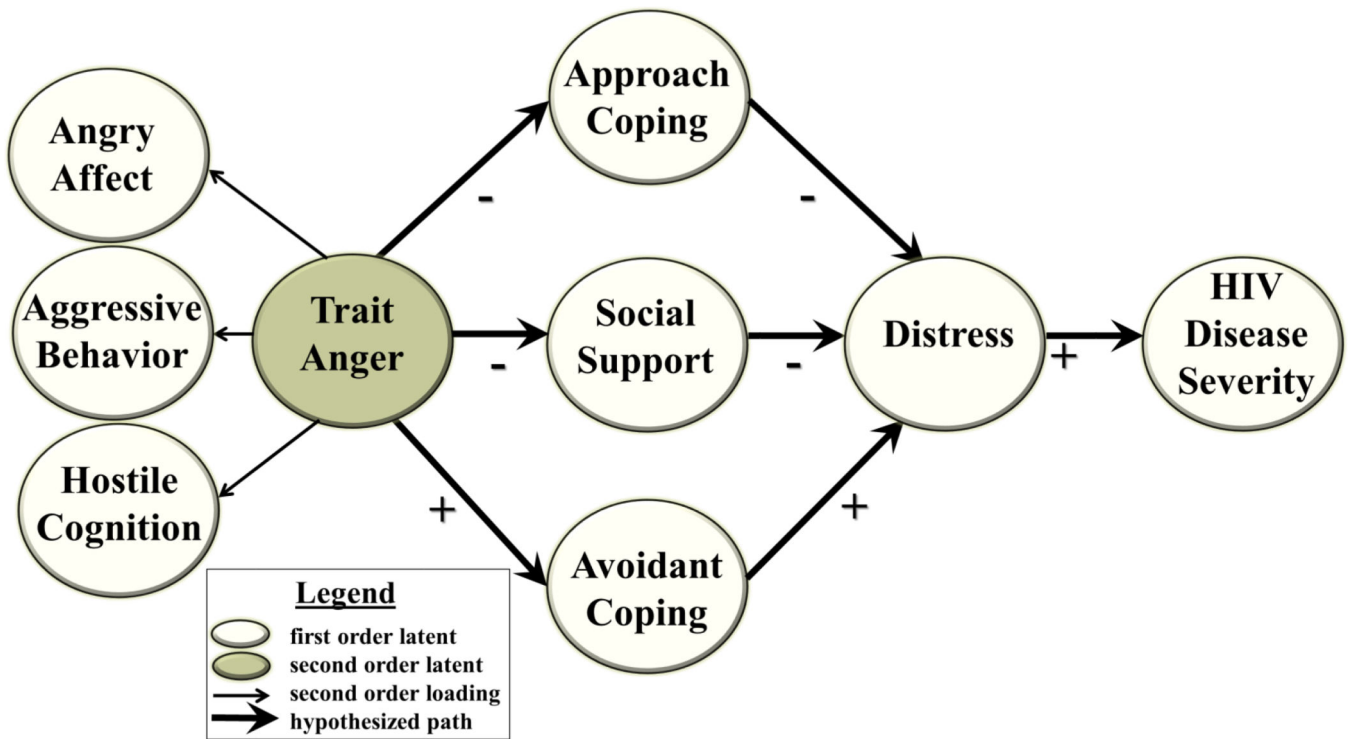 Approach
Coping
-
-
Angry
Affect
Aggressive
Behavior
Hostile
Cognition
Trait
Anger
-
Social
Support
-
Distress
+
HIV
Disease
Severity
+
+
Avoidant
Coping
Legend
first order latent
second order latent
second order loading
hypothesized path